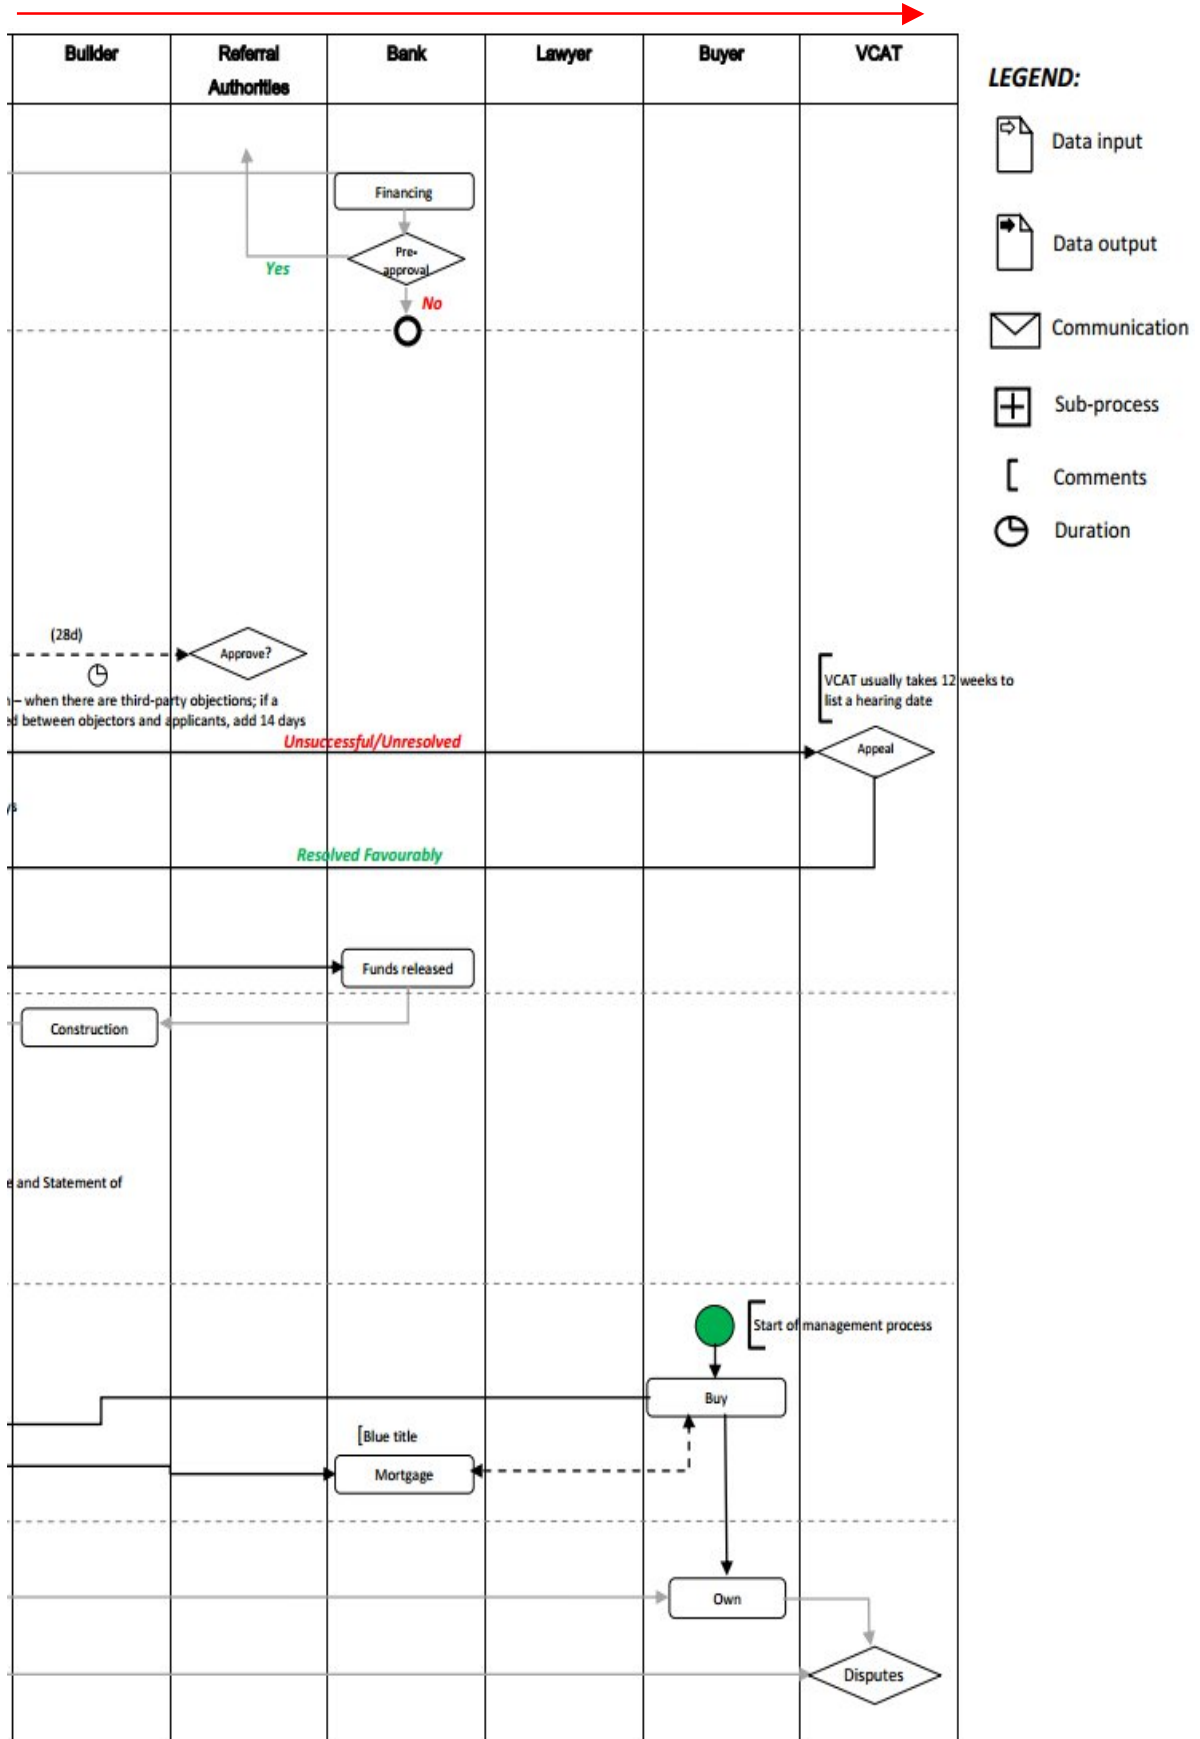 Builder
Referral
Authorities
Bank
Lawyer
Buyer
VCAT
LEGEND:
Data input
Data output
Communication
Sub-process
Comments
Duration
Financing
Pre-
approval
Yes
No
(28d)
Approve?
– when there are third-party objections; if a
between objectors and applicants, add 14 days
VCAT usually takes 12 weeks to
list a hearing date
Unsuccessful/Unresolved
Appeal
Resolved Favourably
Funds released
Construction
and Statement of
Start of management process
Buy
Blue title
Mortgage
Own
Disputes